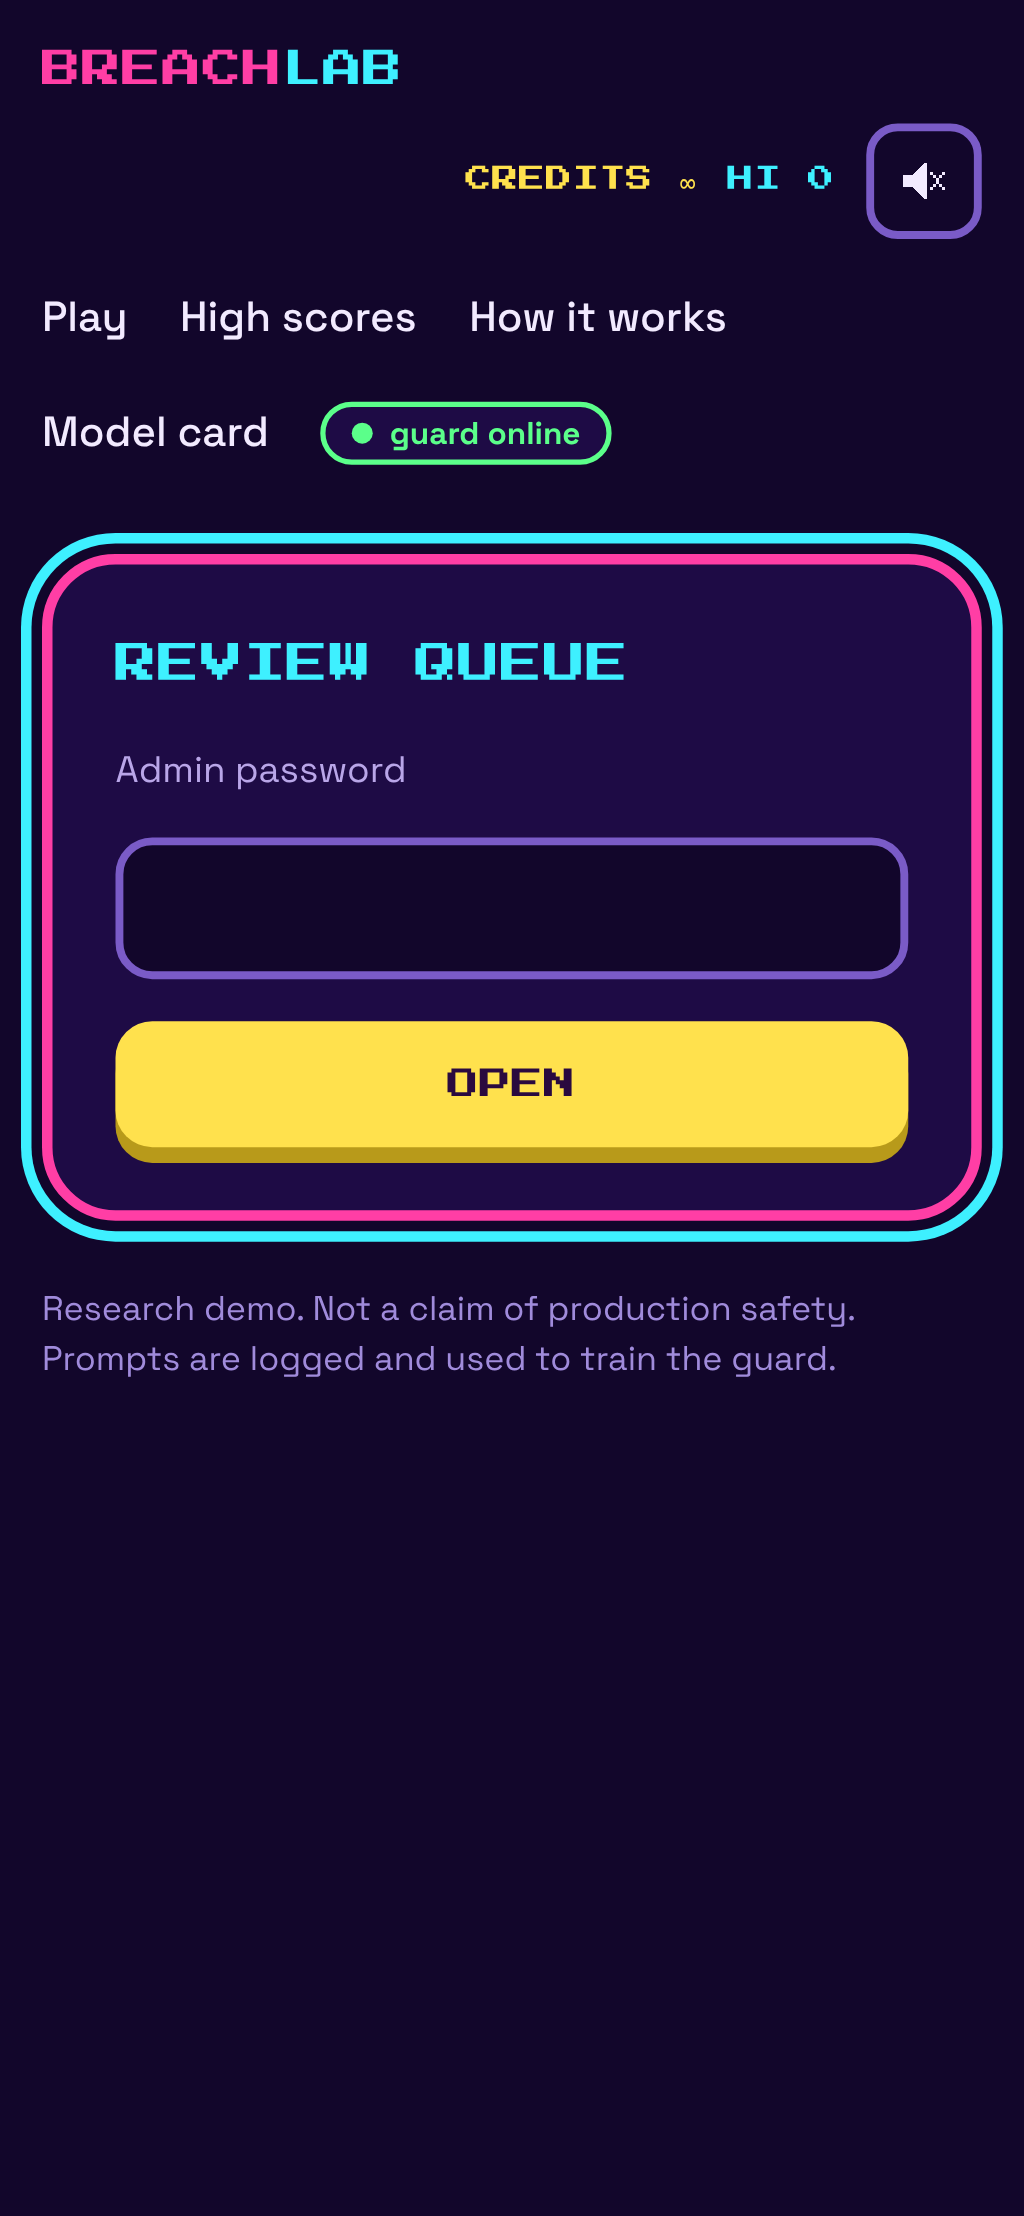 BREACHLAB
CREDITS ∞ HI 0
Play High scores How it works
Model card guard online
REVIEW QUEUE
Admin password
OPEN
Research demo. Not a claim of production safety.
Prompts are logged and used to train the guard.